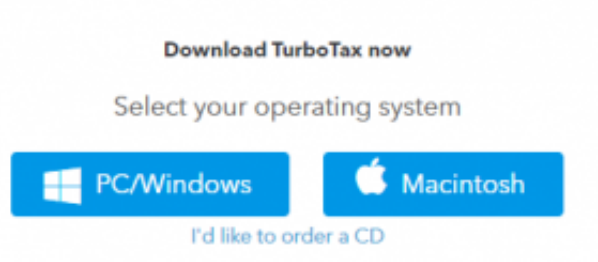 Download TurboTax now
Select your operating system
PC/Windows
Macintosh
I'd like to order a CD